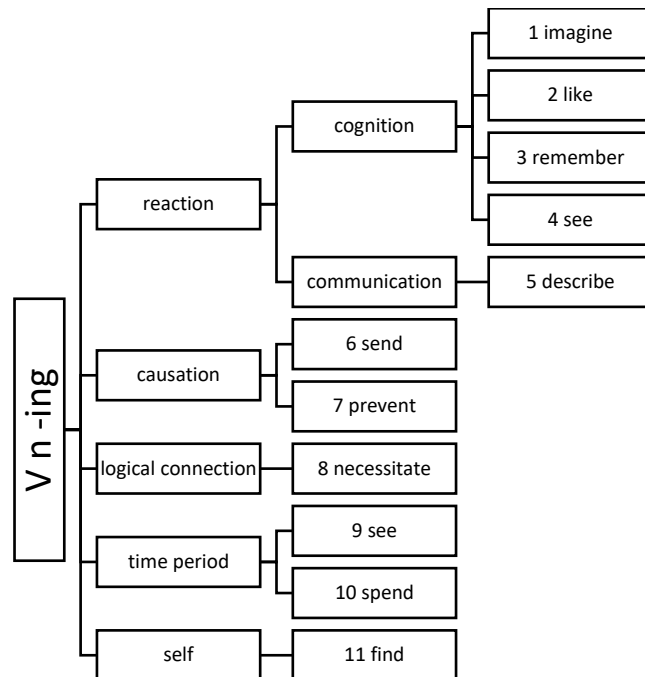 V n -ing
reaction
cognition
1 imagine
2 like
3 remember
4 see
communication
5 describe
causation
6 send
7 prevent
logical connection
8 necessitate
time period
9 see
10 spend
self
11 find